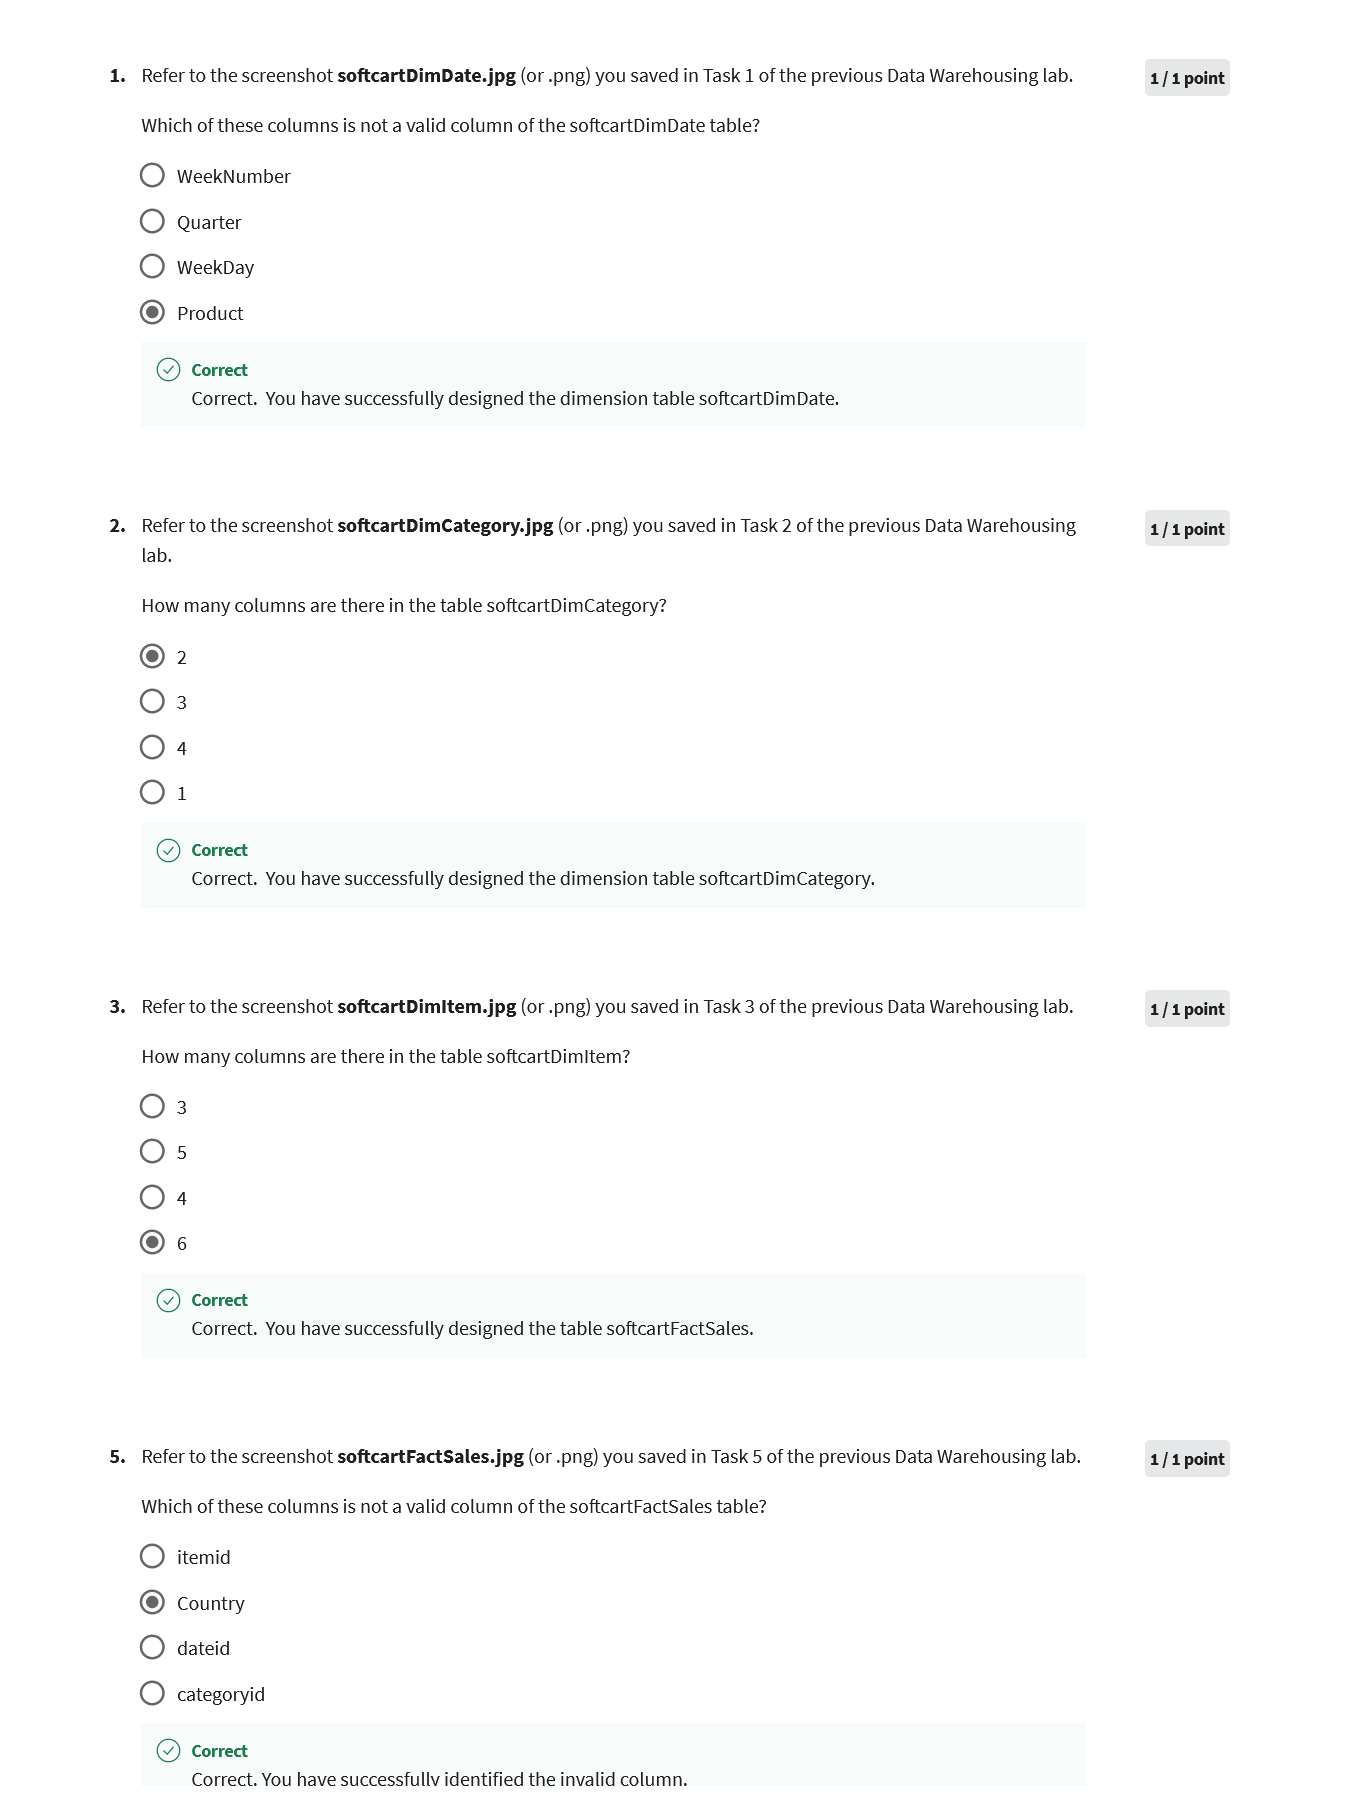 1. Refer to the screenshot softcartDimDate.jpg (or .png) you saved in Task 1 of the previous Data Warehousing lab.
1 / 1 point
Which of these columns is not a valid column of the softcartDimDate table?
WeekNumber
Quarter
WeekDay
Product
Correct
Correct.  You have successfully designed the dimension table softcartDimDate.
2. Refer to the screenshot softcartDimCategory.jpg (or .png) you saved in Task 2 of the previous Data Warehousing
lab.
1 / 1 point
How many columns are there in the table softcartDimCategory?
2
3
4
1
Correct
Correct.  You have successfully designed the dimension table softcartDimCategory.
3. Refer to the screenshot softcartDimItem.jpg (or .png) you saved in Task 3 of the previous Data Warehousing lab.
1 / 1 point
How many columns are there in the table softcartDimItem?
3
5
4
6
Correct
Correct.  You have successfully designed the table softcartFactSales.
5. Refer to the screenshot softcartFactSales.jpg (or .png) you saved in Task 5 of the previous Data Warehousing lab.
1 / 1 point
Which of these columns is not a valid column of the softcartFactSales table?
itemid
Country
dateid
categoryid
Correct
Correct. You have successfully identified the invalid column.